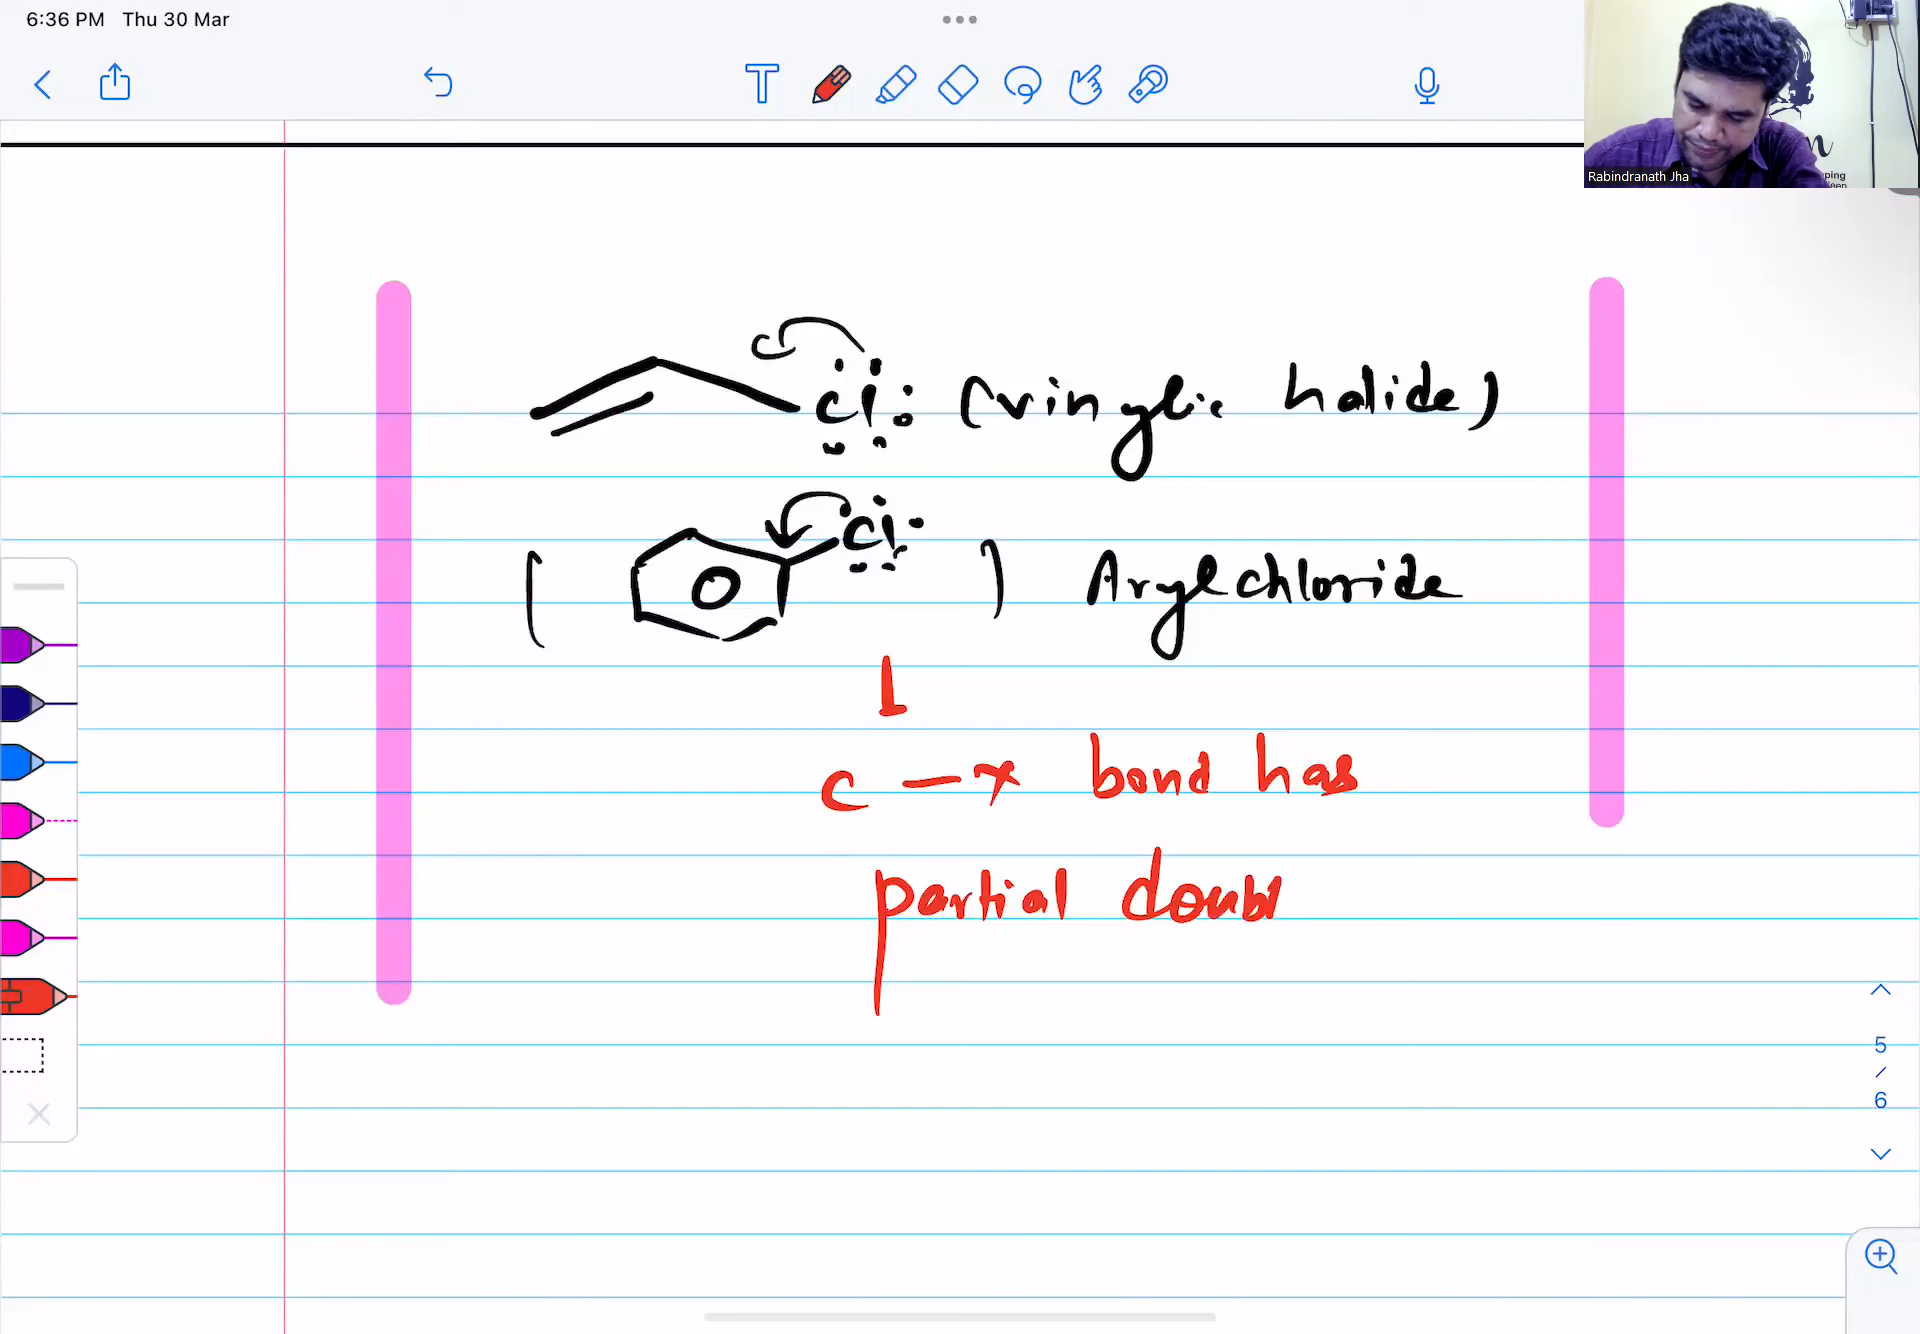 6:36 PM Thu 30 Mar
Rabindranath Jha
Cl (vinylic halide)
Cl
( ) Arylchloride
C - X bond has
partial doubl
5
/
6